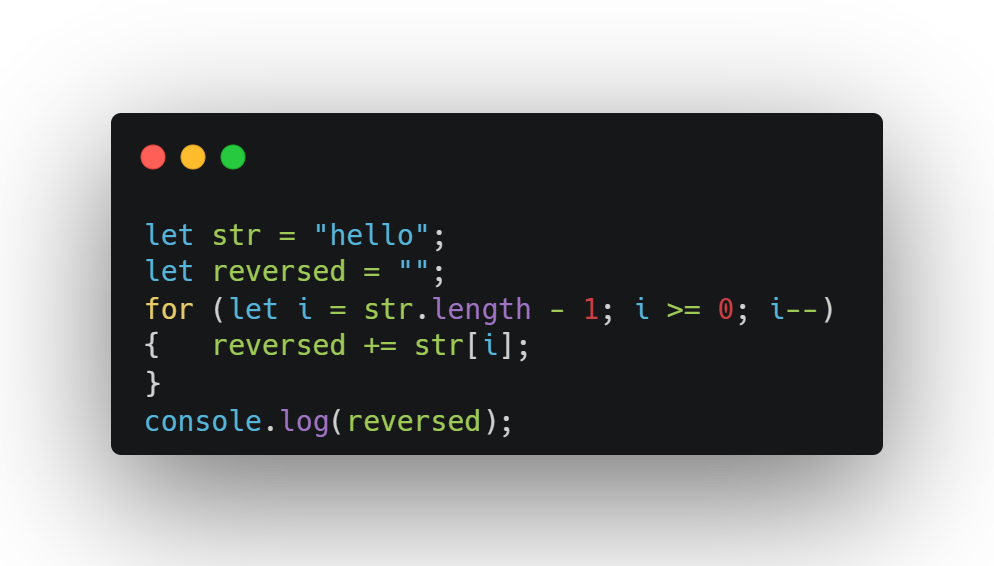 let str = "hello";
let reversed = "";
for (let i = str.length - 1; i >= 0; i--)
{   reversed += str[i];
}
console.log(reversed);